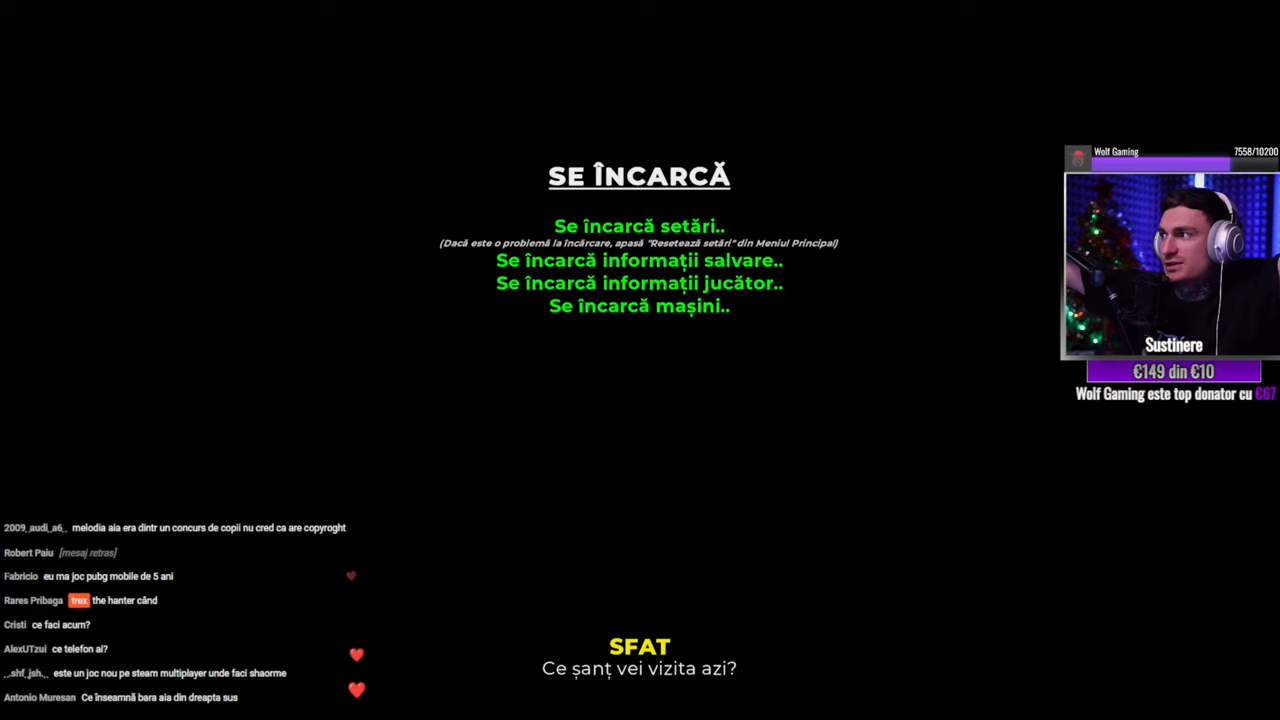 SE ÎNCARCĂ
Se încarcă setări..
(Dacă este o problemă la încărcare, apasă "Resetează setări" din Meniul Principal)
Se încarcă informații salvare..
Se încarcă informații jucător..
Se încarcă mașini..
Wolf Gaming 7558/10200
Sustinere
€149 din €10
Wolf Gaming este top donator cu €67
2009_audi_a6_ melodia aia era dintr un concurs de copii nu cred ca are copyroght
Robert Paiu [mesaj retras]
Fabricio eu ma joc pubg mobile de 5 ani
Rares Pribaga trex the hanter când
Cristi ce faci acum?
AlexUTzui ce telefon ai?
_.shf_jsh._ este un joc nou pe steam multiplayer unde faci shaorme
Antonio Muresan Ce înseamnă bara aia din dreapta sus
SFAT
Ce șanț vei vizita azi?